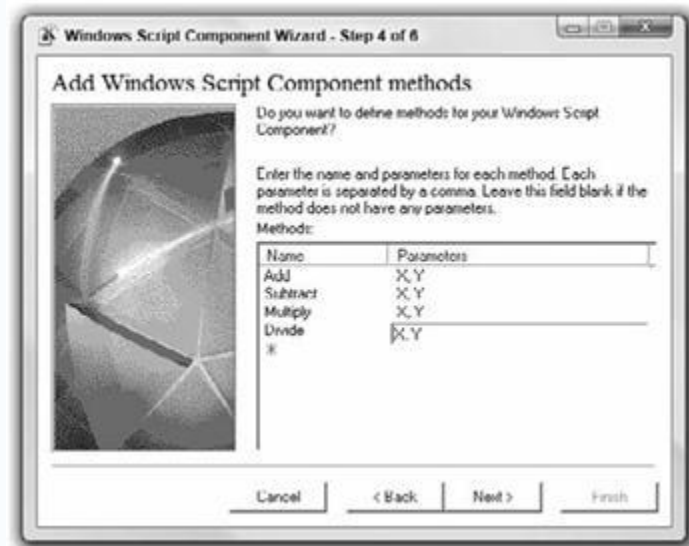 Windows Script Component Wizard - Step 4 of 6
Add Windows Script Component methods
Do you want to define methods for your Windows Script
Component?
Enter the name and parameters for each method. Each
parameter is separated by a comma. Leave this field blank if the
method does not have any parameters.
Methods:
Name Parameters
Add X, Y
Subtract X, Y
Multiply X, Y
Divide X, Y
*
Cancel < Back Next > Finish